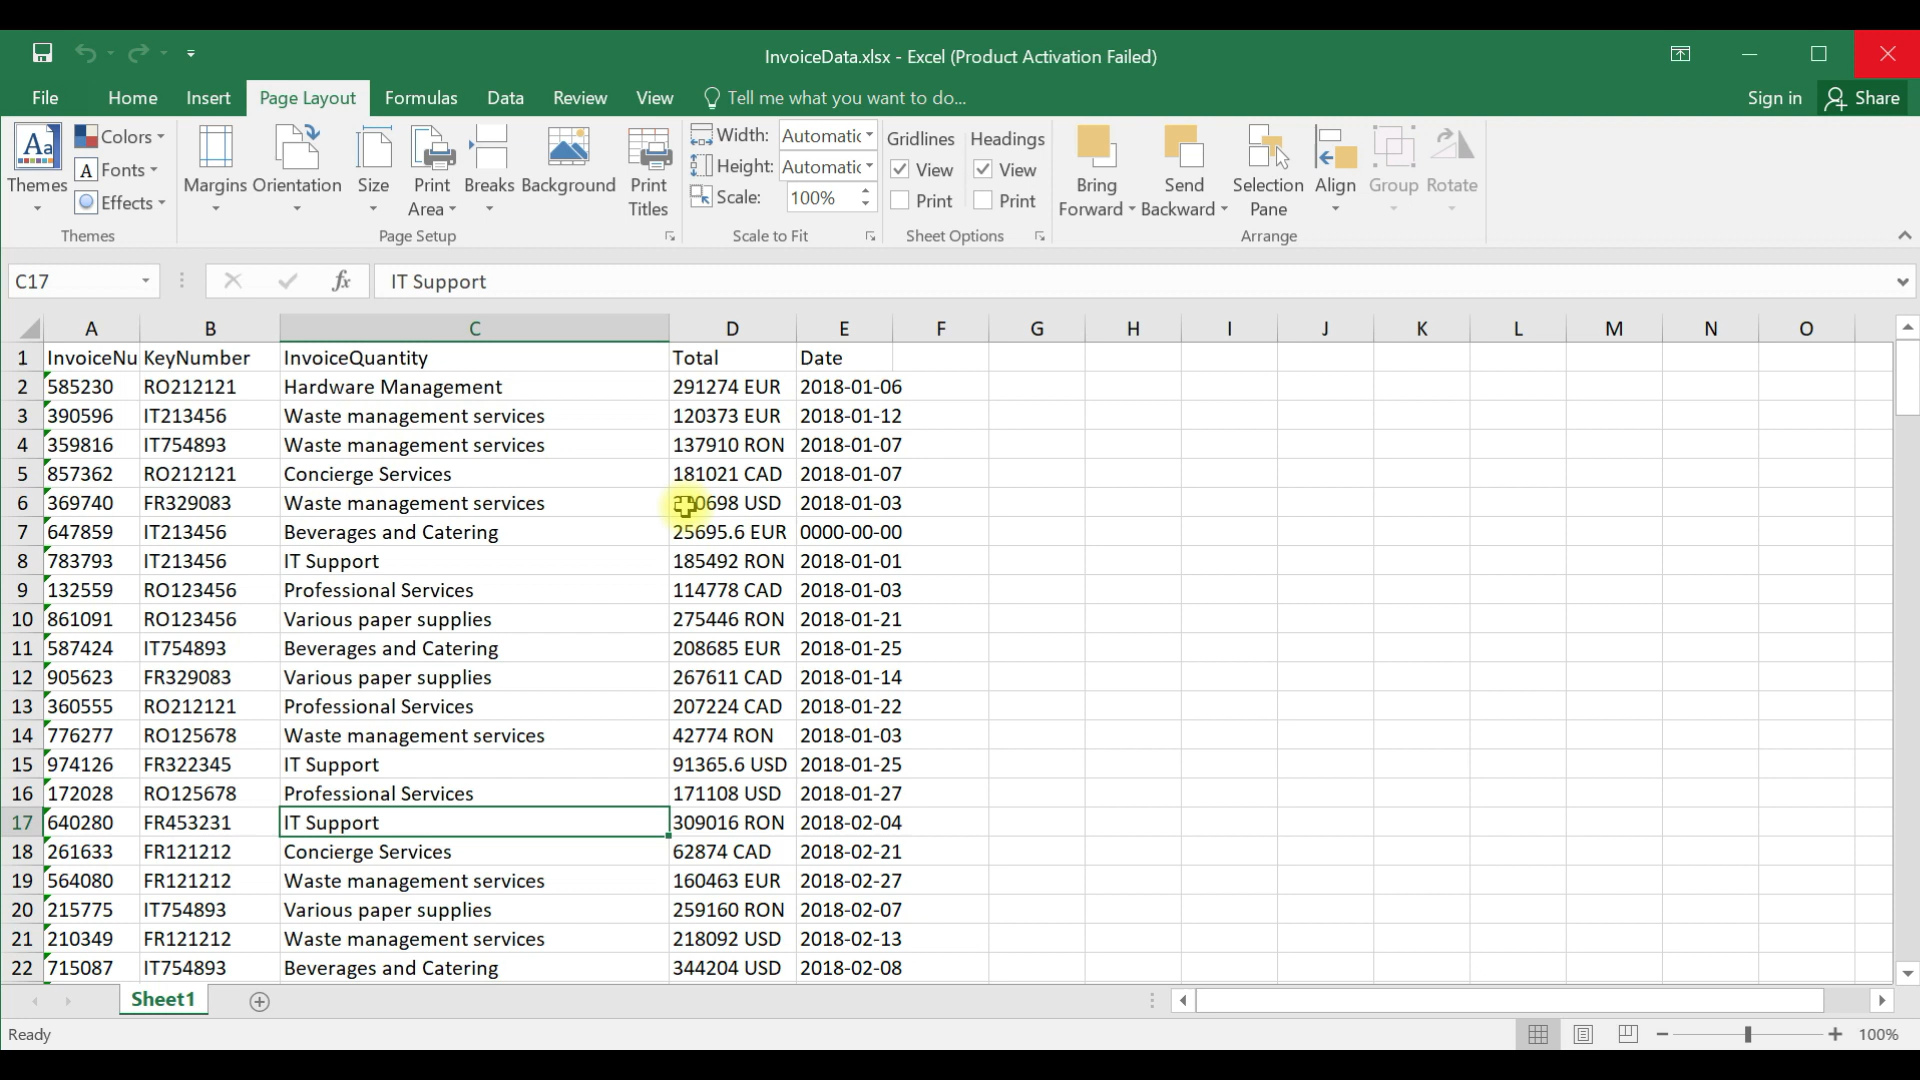 InvoiceData.xlsx - Excel (Product Activation Failed)
File Home Insert Page Layout Formulas Data Review View Tell me what you want to do... Sign in Share
Themes Colors Fonts Effects
Themes
Margins Orientation Size Print Area Breaks Background Print Titles
Page Setup
Width: Automatic
Height: Automatic
Scale: 100%
Scale to Fit
Gridlines Headings
View View
Print Print
Sheet Options
Bring Forward Send Backward Selection Pane Align Group Rotate
Arrange
C17 fx IT Support
A B C D E F G H I J K L M N O
1 InvoiceNu KeyNumber InvoiceQuantity Total Date
2 585230 RO212121 Hardware Management 291274 EUR 2018-01-06
3 390596 IT213456 Waste management services 120373 EUR 2018-01-12
4 359816 IT754893 Waste management services 137910 RON 2018-01-07
5 857362 RO212121 Concierge Services 181021 CAD 2018-01-07
6 369740 FR329083 Waste management services USD 2018-01-03
7 647859 IT213456 Beverages and Catering 25695.6 EUR 0000-00-00
8 783793 IT213456 IT Support 185492 RON 2018-01-01
9 132559 RO123456 Professional Services 114778 CAD 2018-01-03
10 861091 RO123456 Various paper supplies 275446 RON 2018-01-21
11 587424 IT754893 Beverages and Catering 208685 EUR 2018-01-25
12 905623 FR329083 Various paper supplies 267611 CAD 2018-01-14
13 360555 RO212121 Professional Services 207224 CAD 2018-01-22
14 776277 RO125678 Waste management services 42774 RON 2018-01-03
15 974126 FR322345 IT Support 91365.6 USD 2018-01-25
16 172028 RO125678 Professional Services 171108 USD 2018-01-27
17 640280 FR453231 IT Support 309016 RON 2018-02-04
18 261633 FR121212 Concierge Services 62874 CAD 2018-02-21
19 564080 FR121212 Waste management services 160463 EUR 2018-02-27
20 215775 IT754893 Various paper supplies 259160 RON 2018-02-07
21 210349 FR121212 Waste management services 218092 USD 2018-02-13
22 715087 IT754893 Beverages and Catering 344204 USD 2018-02-08
Sheet1
Ready 100%